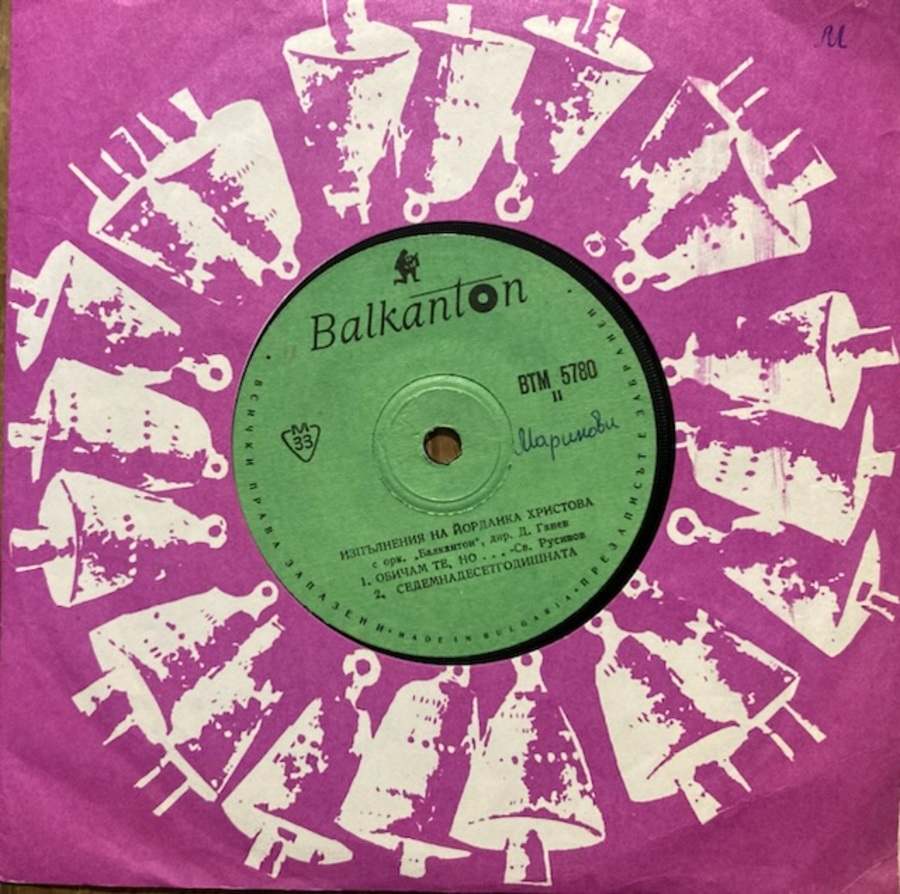 и
Balkanton
ВТМ 5780
II
М
33
Маринови
ИЗПЪЛНЕНИЯ НА ЙОРДАНКА ХРИСТОВА
с орк. „Балкантон", дир. Д. Ганев
1. ОБИЧАМ ТЕ, НО . . . -Св. Русинов
2. СЕДЕМНАДЕСЕТГОДИШНАТА
ВСИЧКИ ПРАВА ЗАПАЗЕНИ • MADE IN BULGARIA • ПРЕЗАПИСЪТ Е ЗАБРАНЕН